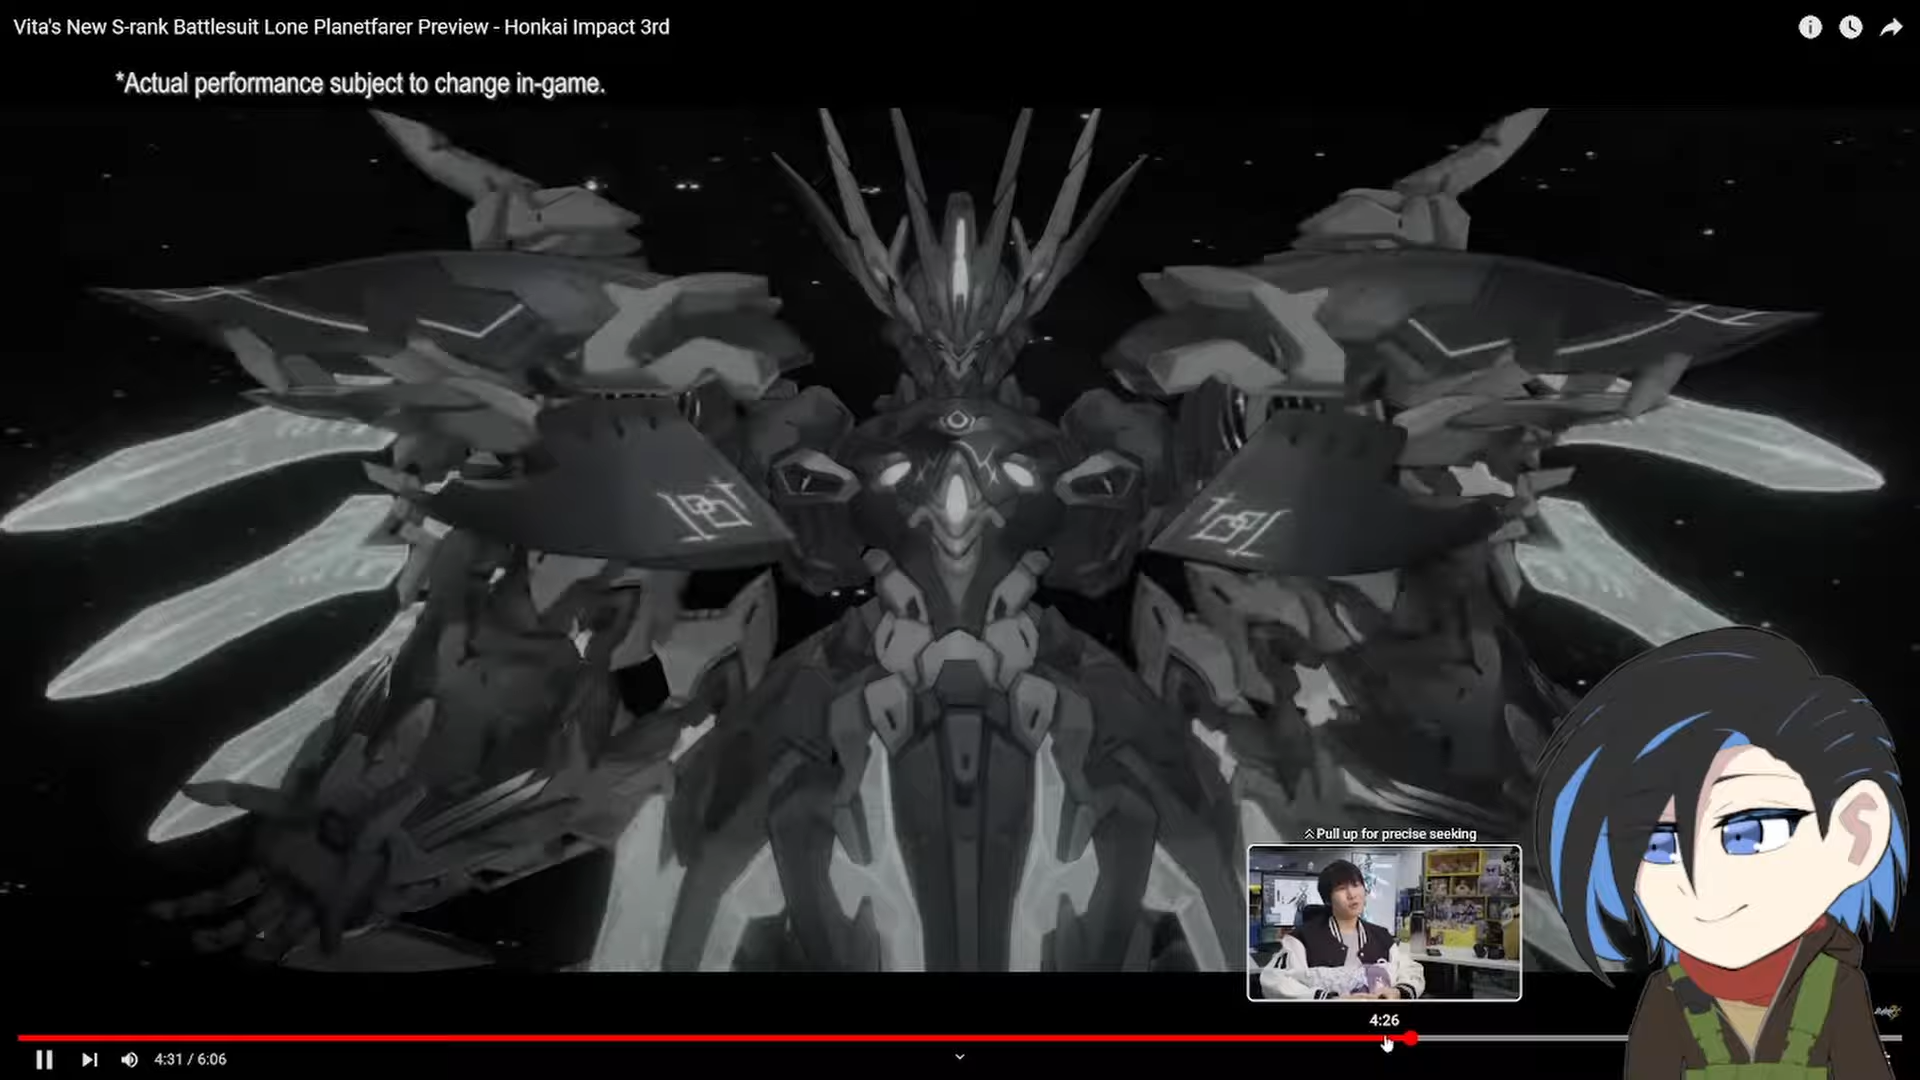 Vita's New S-rank Battlesuit Lone Planetfarer Preview - Honkai Impact 3rd
*Actual performance subject to change in-game.
Pull up for precise seeking
4:26
4:31 / 6:06